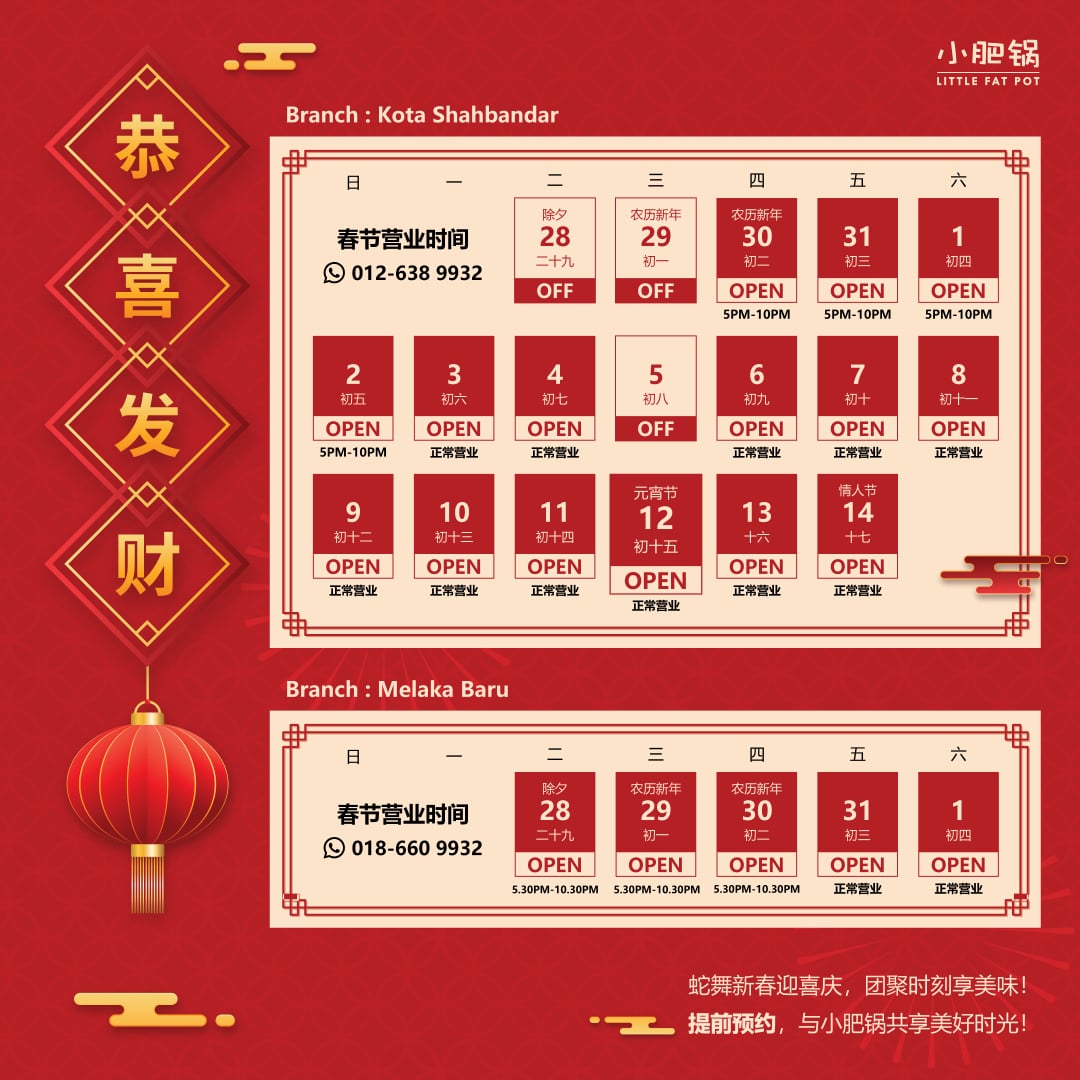 恭
喜
发
财
小肥锅
LITTLE FAT POT
Branch : Kota Shahbandar
日 一 二 三 四 五 六
春节营业时间
012-638 9932
除夕 农历新年 农历新年
28 29 30 31 1
二十九 初一 初二 初三 初四
OFF OFF OPEN OPEN OPEN
5PM-10PM 5PM-10PM 5PM-10PM
2 3 4 5 6 7 8
初五 初六 初七 初八 初九 初十 初十一
OPEN OPEN OPEN OFF OPEN OPEN OPEN
5PM-10PM 正常营业 正常营业 正常营业 正常营业 正常营业
元宵节 情人节
9 10 11 12 13 14
初十二 初十三 初十四 初十五 十六 十七
OPEN OPEN OPEN OPEN OPEN OPEN
正常营业 正常营业 正常营业 正常营业 正常营业 正常营业
Branch : Melaka Baru
日 一 二 三 四 五 六
春节营业时间
018-660 9932
除夕 农历新年 农历新年
28 29 30 31 1
二十九 初一 初二 初三 初四
OPEN OPEN OPEN OPEN OPEN
5.30PM-10.30PM 5.30PM-10.30PM 5.30PM-10.30PM 正常营业 正常营业
蛇舞新春迎喜庆，团聚时刻享美味！
提前预约，与小肥锅共享美好时光！